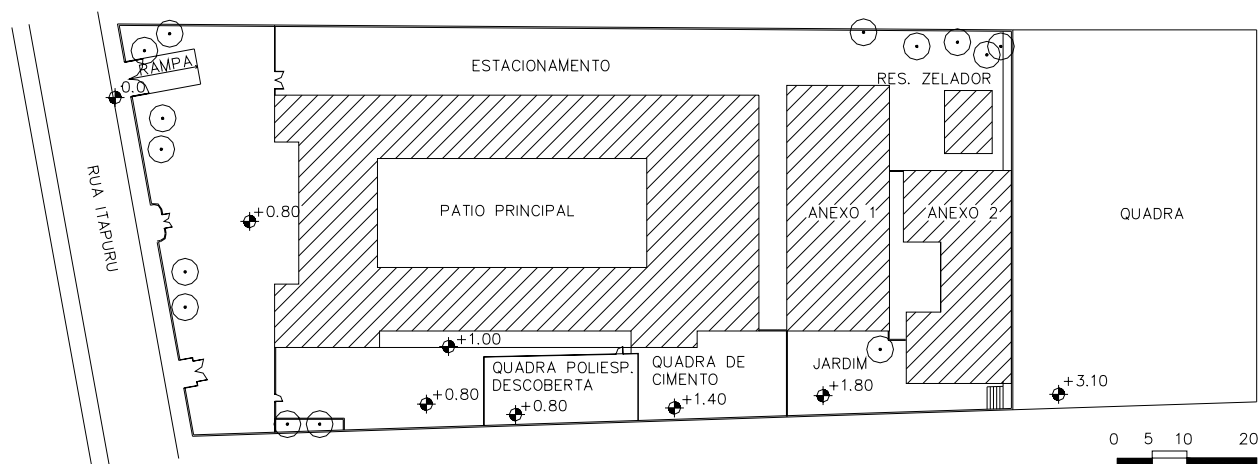 ESTACIONAMENTO
RES. ZELADOR
RAMPA
0.0
RUA ITAPURU
+0.80
PATIO PRINCIPAL
ANEXO 1
ANEXO 2
QUADRA
+1.00
QUADRA POLIESP.
DESCOBERTA
QUADRA DE
CIMENTO
JARDIM
+0.80
+0.80
+1.40
+1.80
+3.10
0 5 10 20